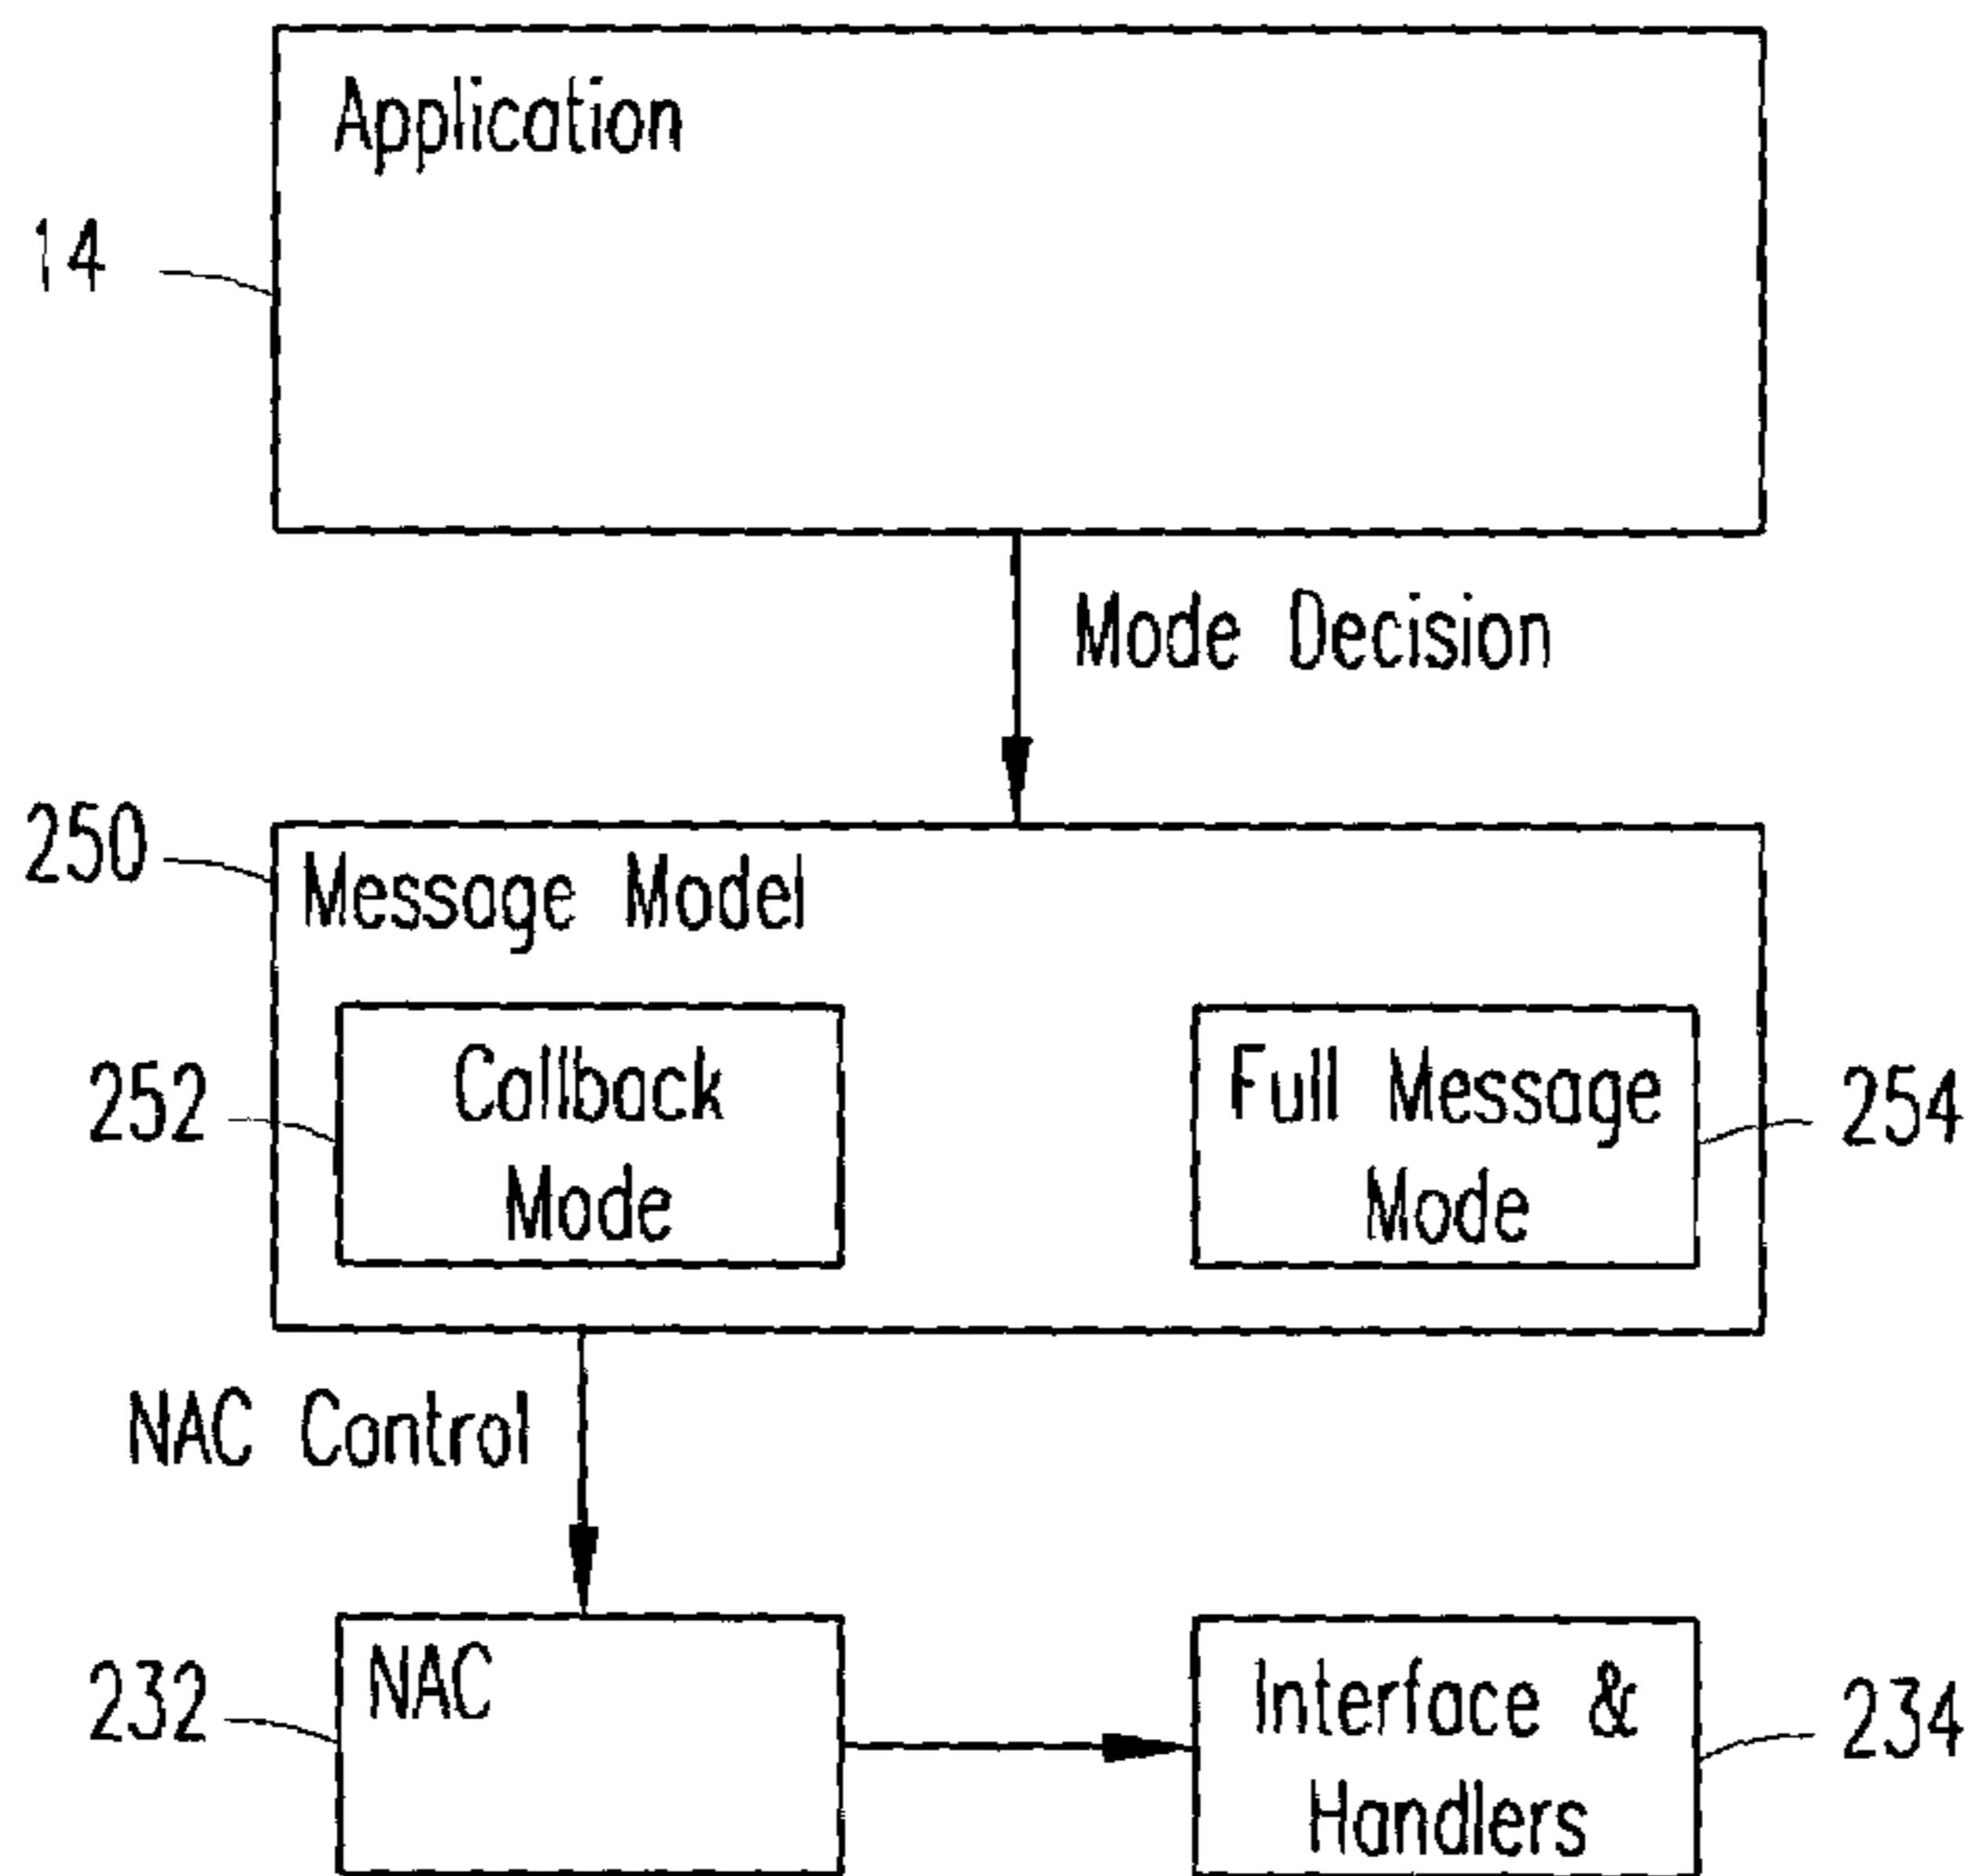 Application
14
Mode Decision
250
Message Model
252
Callback
Mode
Full Message
Mode
254
NAC Control
232
NAC
Interface &
Handlers
234